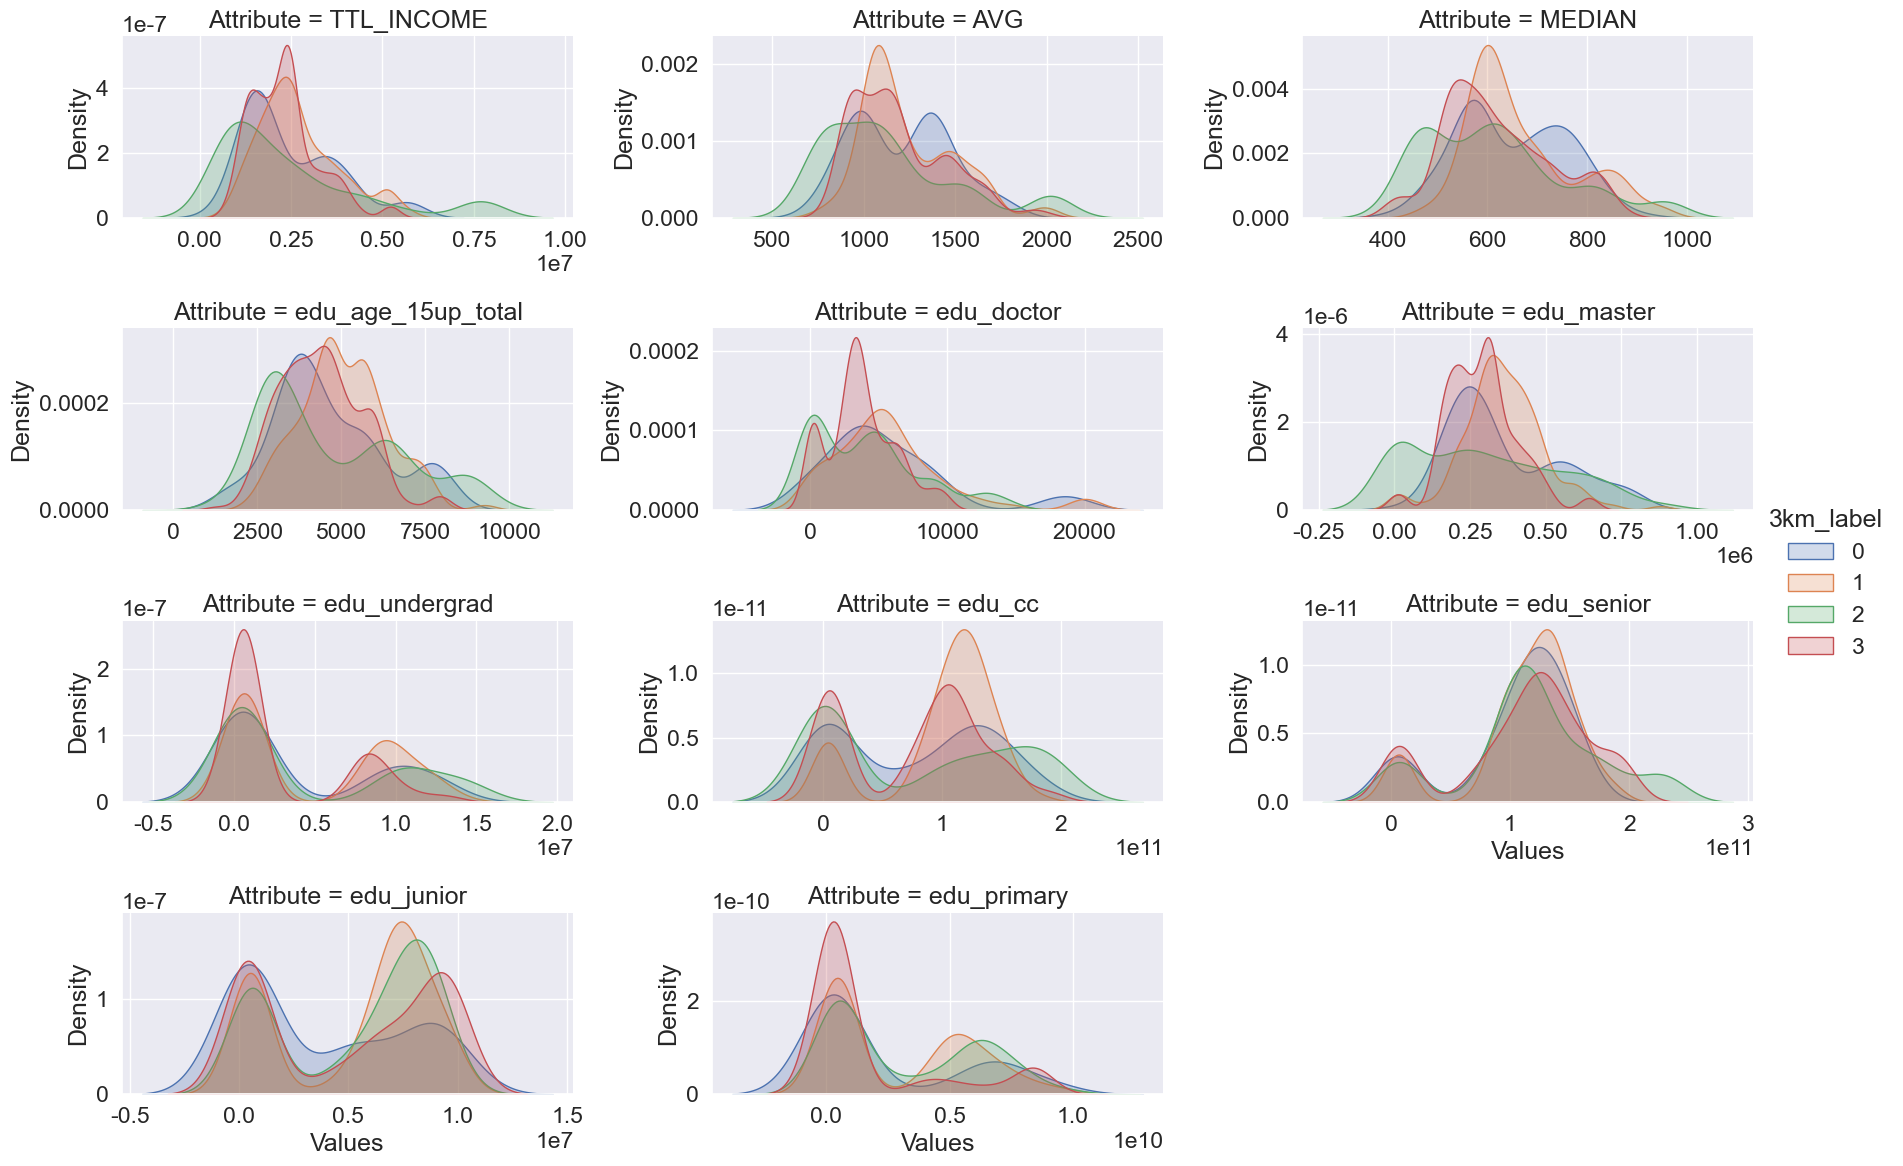 Attribute = TTL_INCOME
1e-7
Density
4
2
0
0.00 0.25 0.50 0.75 1.00
1e7
Attribute = AVG
Density
0.002
0.001
0.000
500 1000 1500 2000 2500
Attribute = MEDIAN
Density
0.004
0.002
0.000
400 600 800 1000
Attribute = edu_age_15up_total
Density
0.0002
0.0000
0 2500 5000 7500 10000
Attribute = edu_doctor
Density
0.0002
0.0001
0.0000
0 10000 20000
Attribute = edu_master
1e-6
Density
4
2
0
-0.25 0.00 0.25 0.50 0.75 1.00
1e6
3km_label
0
1
2
3
Attribute = edu_undergrad
1e-7
Density
2
1
0
-0.5 0.0 0.5 1.0 1.5 2.0
1e7
Attribute = edu_cc
1e-11
Density
1.0
0.5
0.0
0 1 2
1e11
Attribute = edu_senior
1e-11
Density
1.0
0.5
0.0
0 1 2 3
1e11
Values
Attribute = edu_junior
1e-7
Density
1
0
-0.5 0.0 0.5 1.0 1.5
1e7
Values
Attribute = edu_primary
1e-10
Density
2
0
0.0 0.5 1.0
1e10
Values